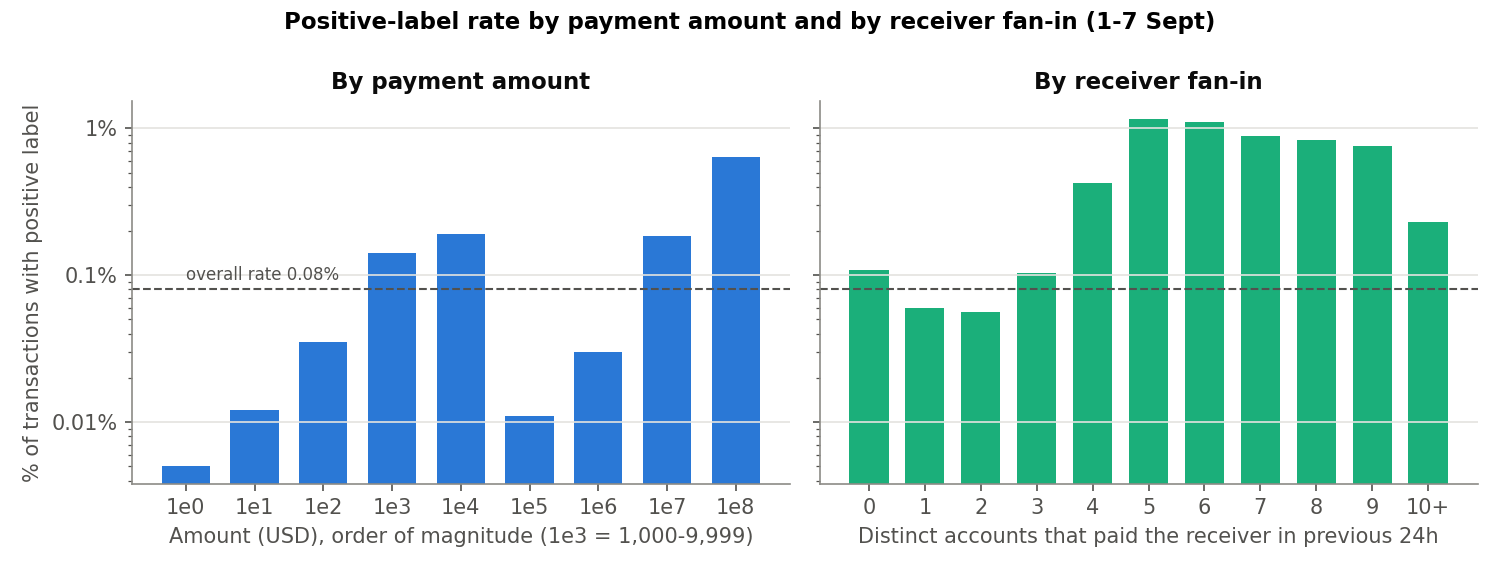 Positive-label rate by payment amount and by receiver fan-in (1-7 Sept)
By payment amount
% of transactions with positive label
1%
0.1%
0.01%
overall rate 0.08%
1e0 1e1 1e2 1e3 1e4 1e5 1e6 1e7 1e8
Amount (USD), order of magnitude (1e3 = 1,000-9,999)
By receiver fan-in
0 1 2 3 4 5 6 7 8 9 10+
Distinct accounts that paid the receiver in previous 24h